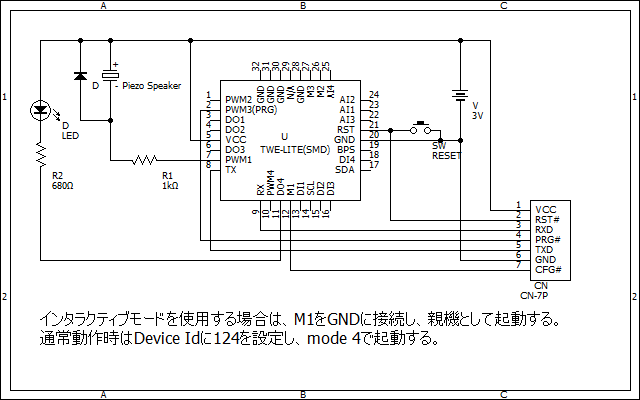 A B C
1 1
2 2
A B C
+
D
- Piezo Speaker
D
LED
R2
680Ω
R1
1kΩ
32 31 30 29 28 27 26 25
GND GND GND N/V GND M3 M2 AI4
1 PWM2
2 PWM3(PRG)
3 DO1
4 DO2
5 VCC
6 DO3
7 PWM1
8 TX
U
TWE-LITE(SMD)
AI2 24
AI1 23
AI3 22
RST 21
GND 20
BPS 19
DI4 18
SDA 17
RX PWM4 DO4 M1 DI1 SCL DI2 DI3
9 10 11 12 13 14 15 16
SW
RESET
V
3V
1 VCC
2 RST#
3 RXD
4 PRG#
5 TXD
6 GND
7 CFG#
CN
CN-7P
インタラクティブモードを使用する場合は、M1をGNDに接続し、親機として起動する。
通常動作時はDevice Idに124を設定し、mode 4で起動する。